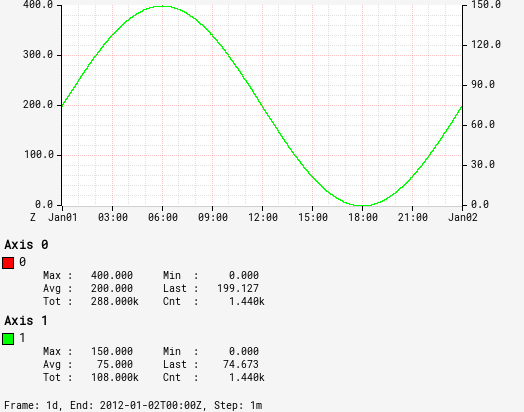 400.0 150.0
120.0
300.0
90.0
200.0
60.0
100.0
30.0
0.0 0.0
Z Jan01 03:00 06:00 09:00 12:00 15:00 18:00 21:00 Jan02
Axis 0
0
Max : 400.000 Min : 0.000
Avg : 200.000 Last : 199.127
Tot : 288.000k Cnt : 1.440k
Axis 1
1
Max : 150.000 Min : 0.000
Avg : 75.000 Last : 74.673
Tot : 108.000k Cnt : 1.440k
Frame: 1d, End: 2012-01-02T00:00Z, Step: 1m